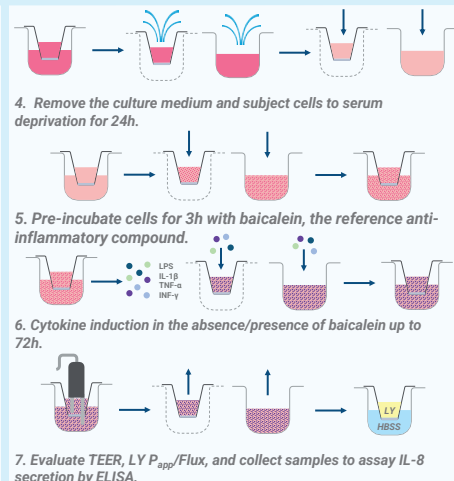 4. Remove the culture medium and subject cells to serum
deprivation for 24h.
5. Pre-incubate cells for 3h with baicalein, the reference anti-
inflammatory compound.
LPS
IL-1β
TNF-α
INF-γ
6. Cytokine induction in the absence/presence of baicalein up to
72h.
LY
HBSS
7. Evaluate TEER, LY Papp/Flux, and collect samples to assay IL-8
secretion by ELISA.